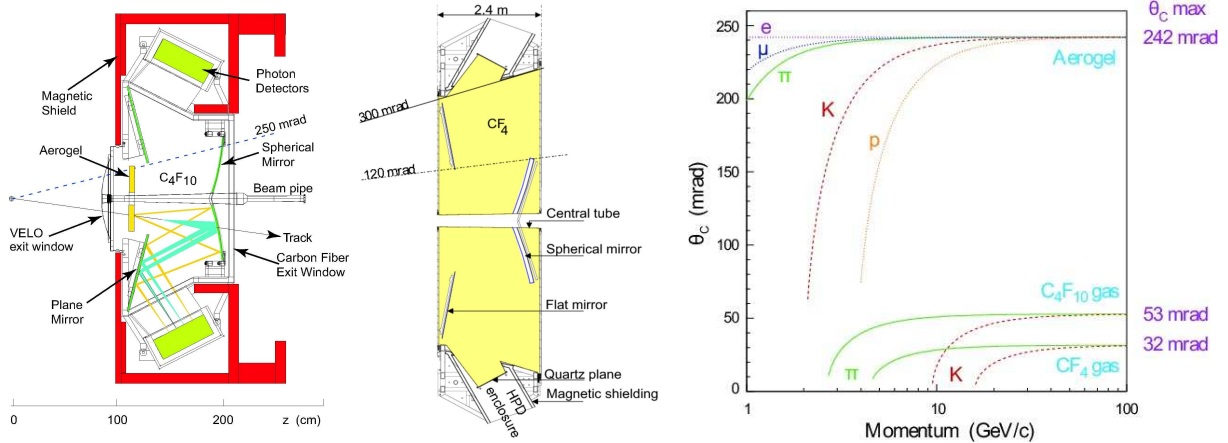 Magnetic
Shield
Photon
Detectors
250 mrad
Aerogel
Spherical
Mirror
C4F10
Beam pipe
VELO
exit window
Track
Carbon Fiber
Exit Window
Plane
Mirror
0
100
200
z (cm)
2.4 m
300 mrad
CF4
120 mrad
Central tube
Spherical mirror
Flat mirror
Quartz plane
Magnetic shielding
HPD
enclosure
θC max
242 mrad
e
μ
π
K
p
Aerogel
C4F10 gas
53 mrad
32 mrad
CF4 gas
π
K
250
200
150
100
50
0
θC (mrad)
1
10
100
Momentum (GeV/c)